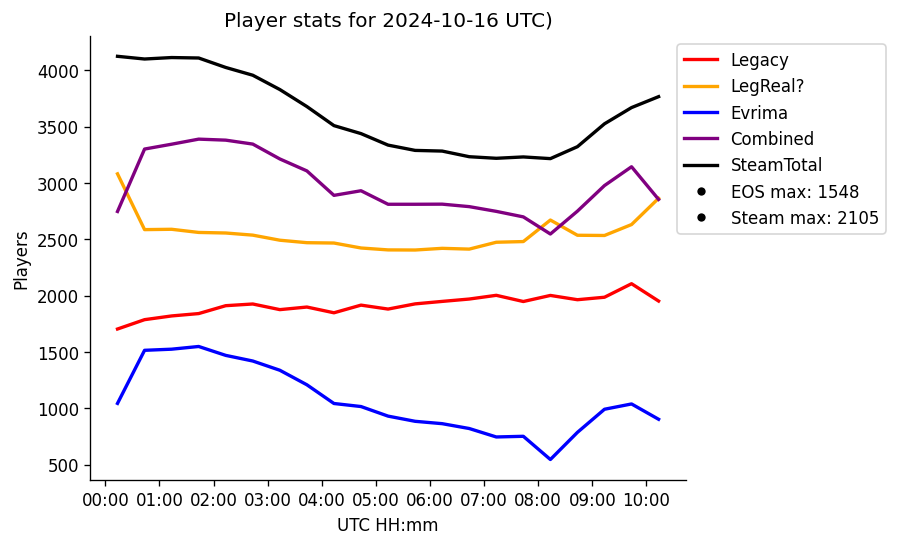 Player stats for 2024-10-16 UTC)
Legacy
LegReal?
Evrima
Combined
SteamTotal
EOS max: 1548
Steam max: 2105
Players
4000
3500
3000
2500
2000
1500
1000
500
00:00 01:00 02:00 03:00 04:00 05:00 06:00 07:00 08:00 09:00 10:00
UTC HH:mm